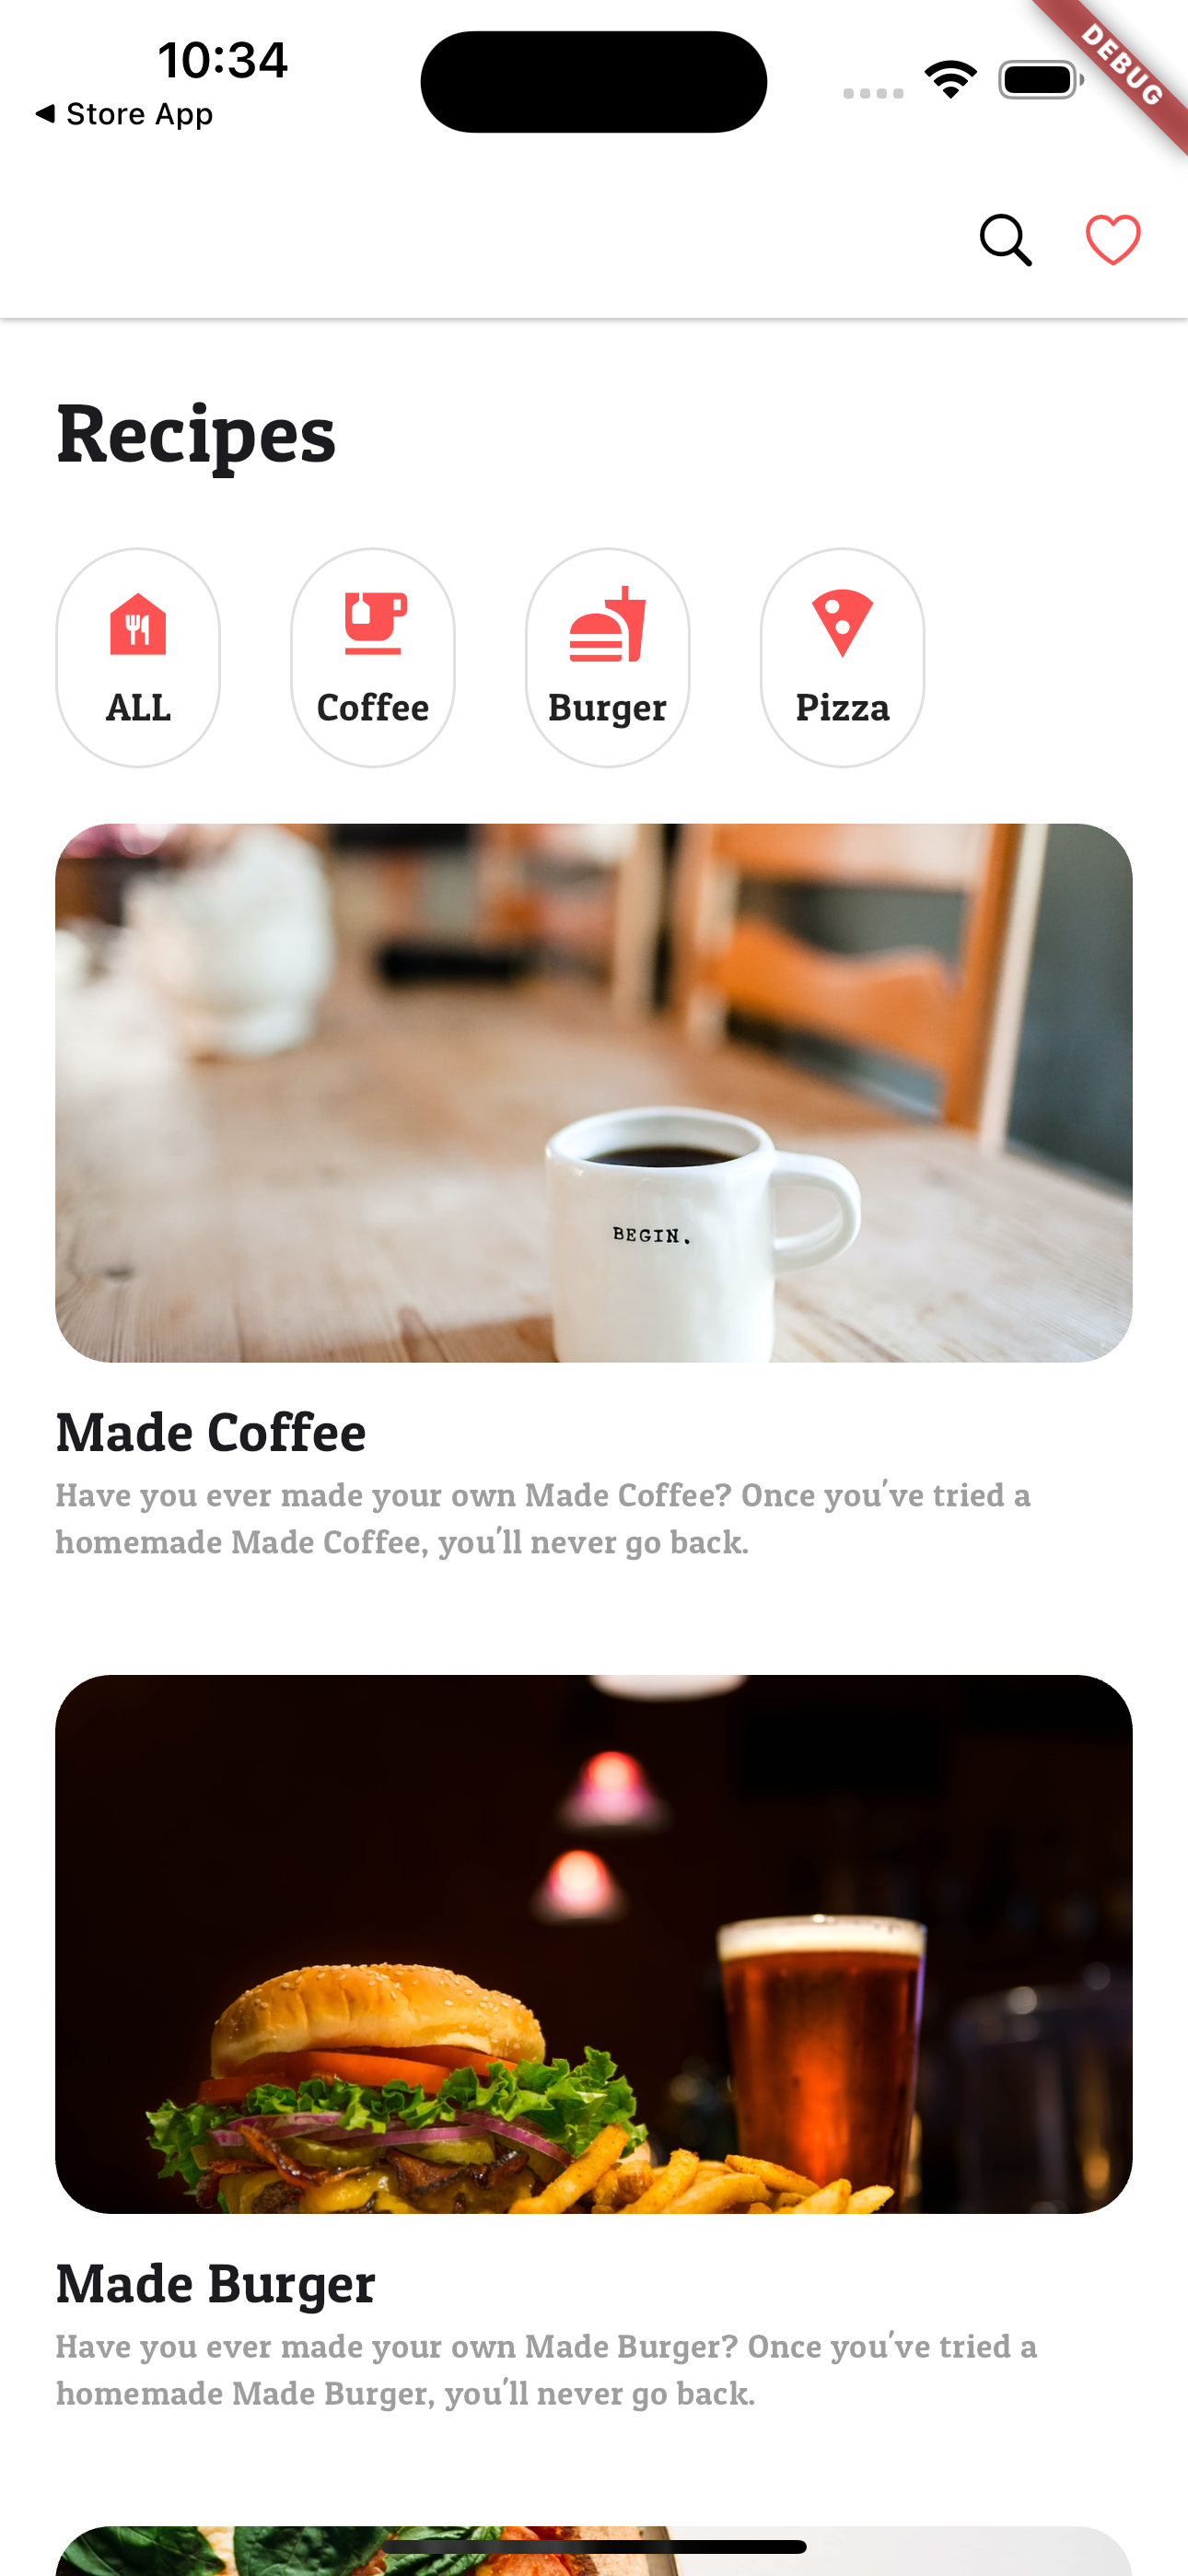 10:34
DEBUG
◀ Store App
Recipes
ALL
Coffee
Burger
Pizza
BEGIN.
Made Coffee
Have you ever made your own Made Coffee? Once you've tried a
homemade Made Coffee, you'll never go back.
Made Burger
Have you ever made your own Made Burger? Once you've tried a
homemade Made Burger, you'll never go back.